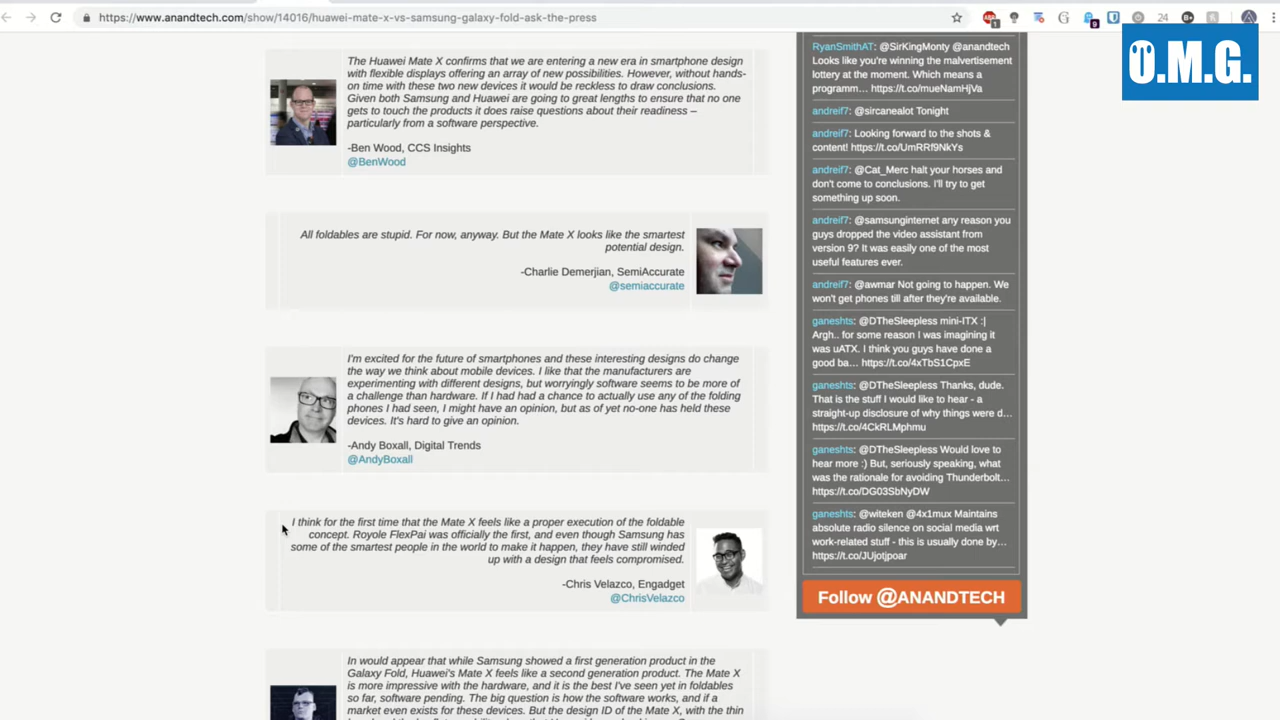 https://www.anandtech.com/show/14016/huawei-mate-x-vs-samsung-galaxy-fold-ask-the-press
1
9
24
O.M.G.
The Huawei Mate X confirms that we are entering a new era in smartphone design
with flexible displays offering an array of new possibilities. However, without hands-
on time with these two new devices it would be reckless to draw conclusions.
Given both Samsung and Huawei are going to great lengths to ensure that no one
gets to touch the products it does raise questions about their readiness –
particularly from a software perspective.
-Ben Wood, CCS Insights
@BenWood
All foldables are stupid. For now, anyway. But the Mate X looks like the smartest
potential design.
-Charlie Demerjian, SemiAccurate
@semiaccurate
I'm excited for the future of smartphones and these interesting designs do change
the way we think about mobile devices. I like that the manufacturers are
experimenting with different designs, but worryingly software seems to be more of
a challenge than hardware. If I had had a chance to actually use any of the folding
phones I had seen, I might have an opinion, but as of yet no-one has held these
devices. It's hard to give an opinion.
-Andy Boxall, Digital Trends
@AndyBoxall
I think for the first time that the Mate X feels like a proper execution of the foldable
concept. Royole FlexPai was officially the first, and even though Samsung has
some of the smartest people in the world to make it happen, they have still winded
up with a design that feels compromised.
-Chris Velazco, Engadget
@ChrisVelazco
In would appear that while Samsung showed a first generation product in the
Galaxy Fold, Huawei's Mate X feels like a second generation product. The Mate X
is more impressive with the hardware, and it is the best I've seen yet in foldables
so far, software pending. The big question is how the software works, and if a
market even exists for these devices. But the design ID of the Mate X, with the thin
RyanSmithAT: @SirKingMonty @anandtech
Looks like you're winning the malvertisement
lottery at the moment. Which means a
programm… https://t.co/mueNamHjVa
andreif7: @sircanealot Tonight
andreif7: Looking forward to the shots &
content! https://t.co/UmRRf9NkYs
andreif7: @Cat_Merc halt your horses and
don't come to conclusions. I'll try to get
something up soon.
andreif7: @samsunginternet any reason you
guys dropped the video assistant from
version 9? It was easily one of the most
useful features ever.
andreif7: @awmar Not going to happen. We
won't get phones till after they're available.
ganeshts: @DTheSleepless mini-ITX :|
Argh.. for some reason I was imagining it
was uATX. I think you guys have done a
good ba… https://t.co/4xTbS1CpxE
ganeshts: @DTheSleepless Thanks, dude.
That is the stuff I would like to hear - a
straight-up disclosure of why things were d…
https://t.co/4CkRLMphmu
ganeshts: @DTheSleepless Would love to
hear more :) But, seriously speaking, what
was the rationale for avoiding Thunderbolt…
https://t.co/DG03SbNyDW
ganeshts: @witeken @4x1mux Maintains
absolute radio silence on social media wrt
work-related stuff - this is usually done by…
https://t.co/JUjotjpoar
Follow @ANANDTECH